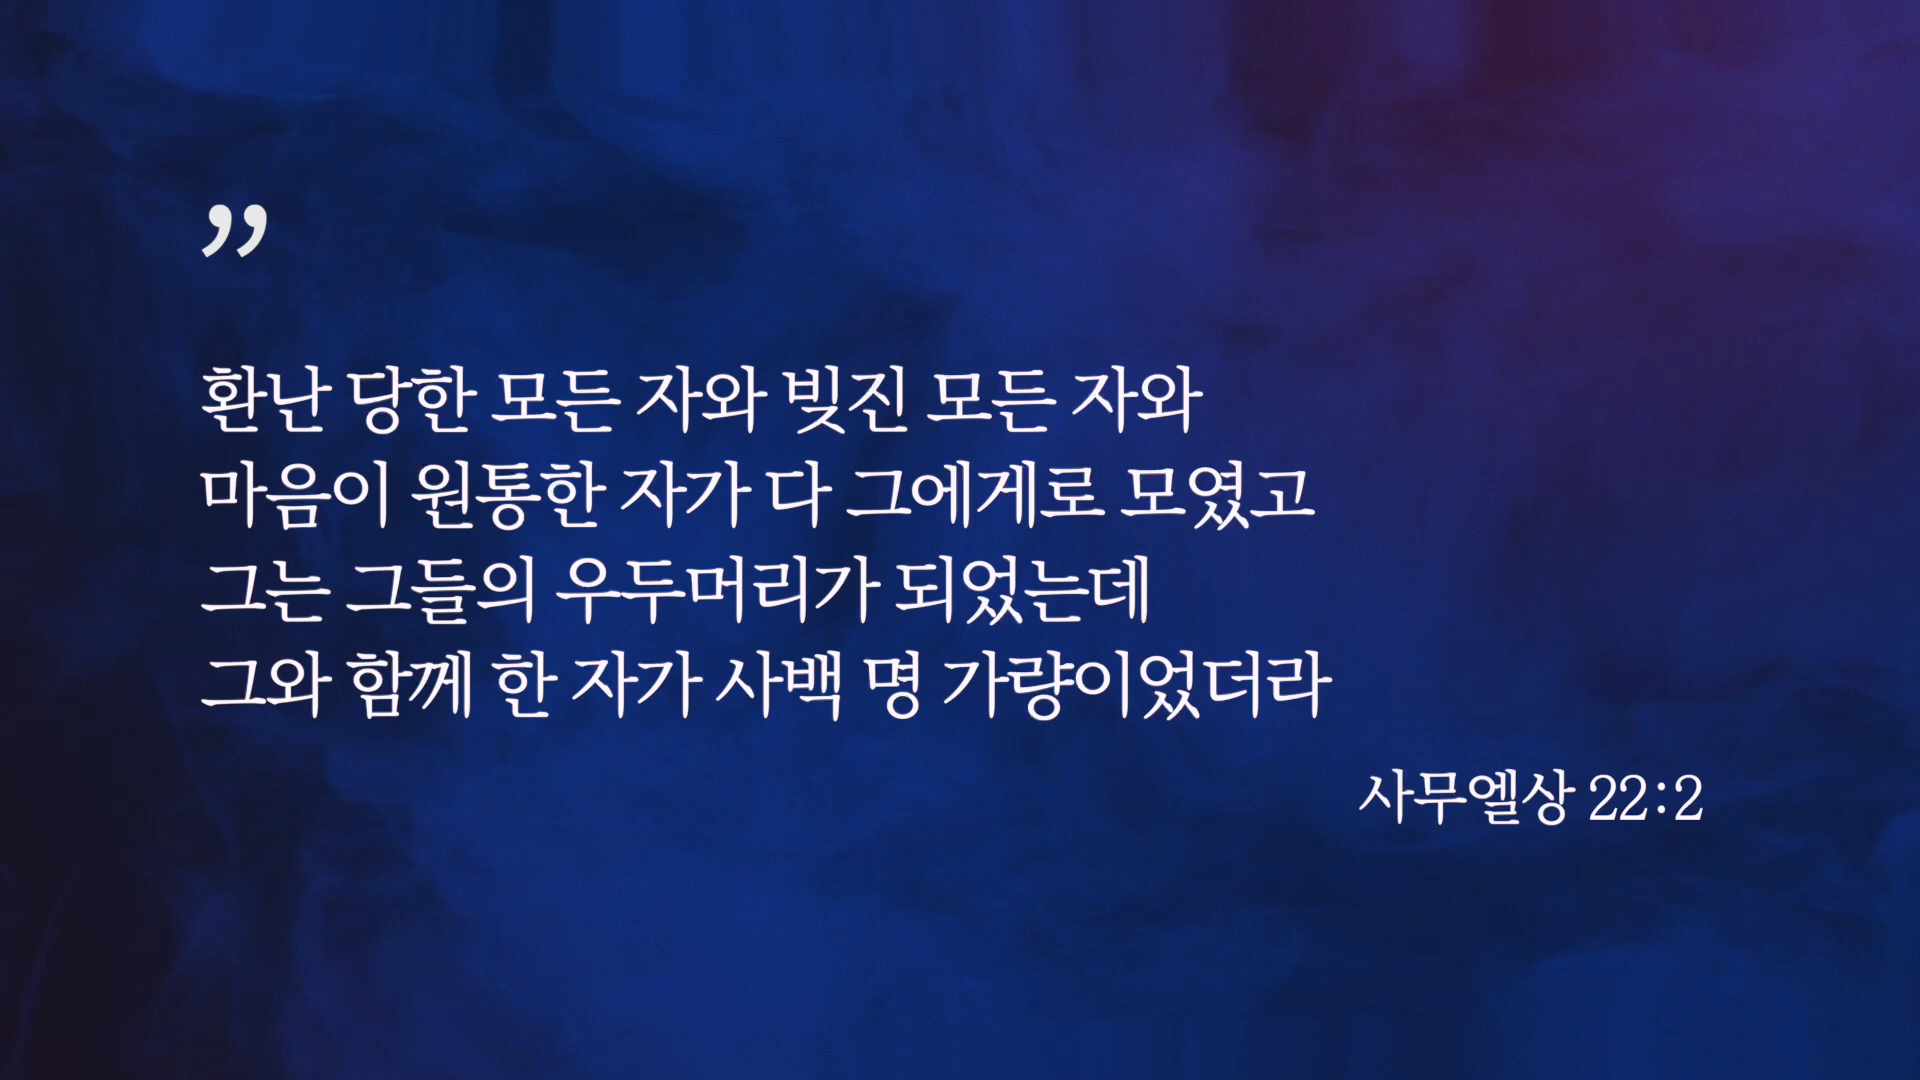 ”
환난 당한 모든 자와 빚진 모든 자와
마음이 원통한 자가 다 그에게로 모였고
그는 그들의 우두머리가 되었는데
그와 함께 한 자가 사백 명 가량이었더라
사무엘상 22:2